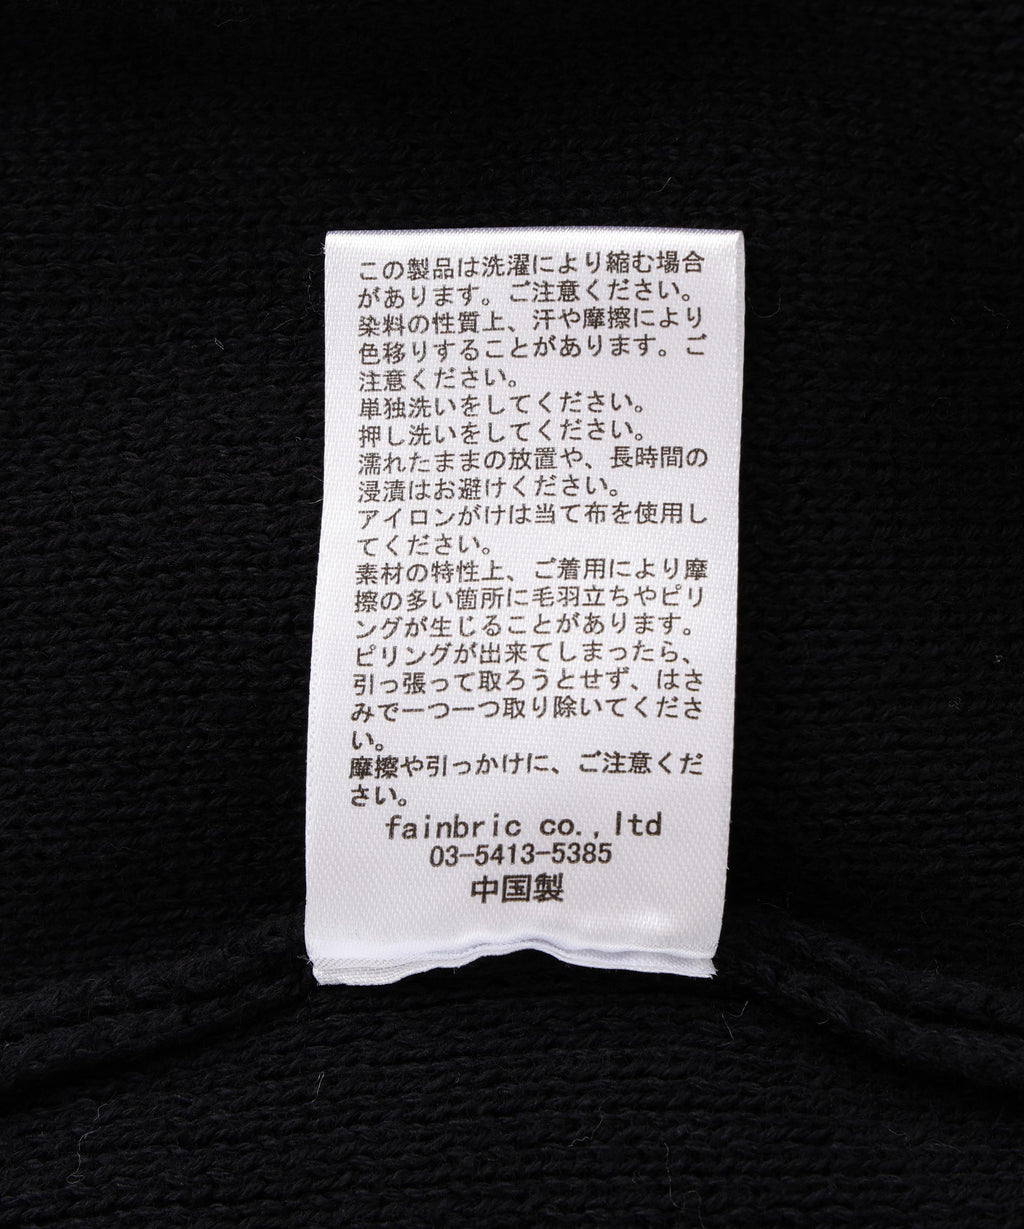 この製品は洗濯により縮む場合
があります。ご注意ください。
染料の性質上、汗や摩擦により
色移りすることがあります。ご
注意ください。
単独洗いをしてください。
押し洗いをしてください。
濡れたままの放置や、長時間の
浸漬はお避けください。
アイロンがけは当て布を使用し
てください。
素材の特性上、ご着用により摩
擦の多い箇所に毛羽立ちやピリ
ングが生じることがあります。
ピリングが出来てしまったら、
引っ張って取ろうとせず、はさ
みで一つ一つ取り除いてくださ
い。
摩擦や引っかけに、ご注意くだ
さい。
fainbric co.,ltd
03-5413-5385
中国製